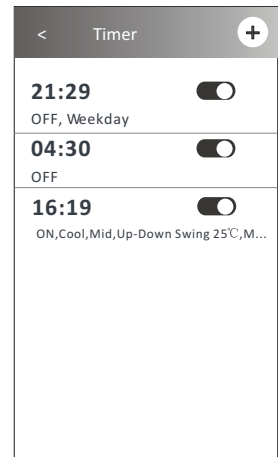 < Timer +
21:29
OFF, Weekday
04:30
OFF
16:19
ON,Cool,Mid,Up-Down Swing 25℃,M...